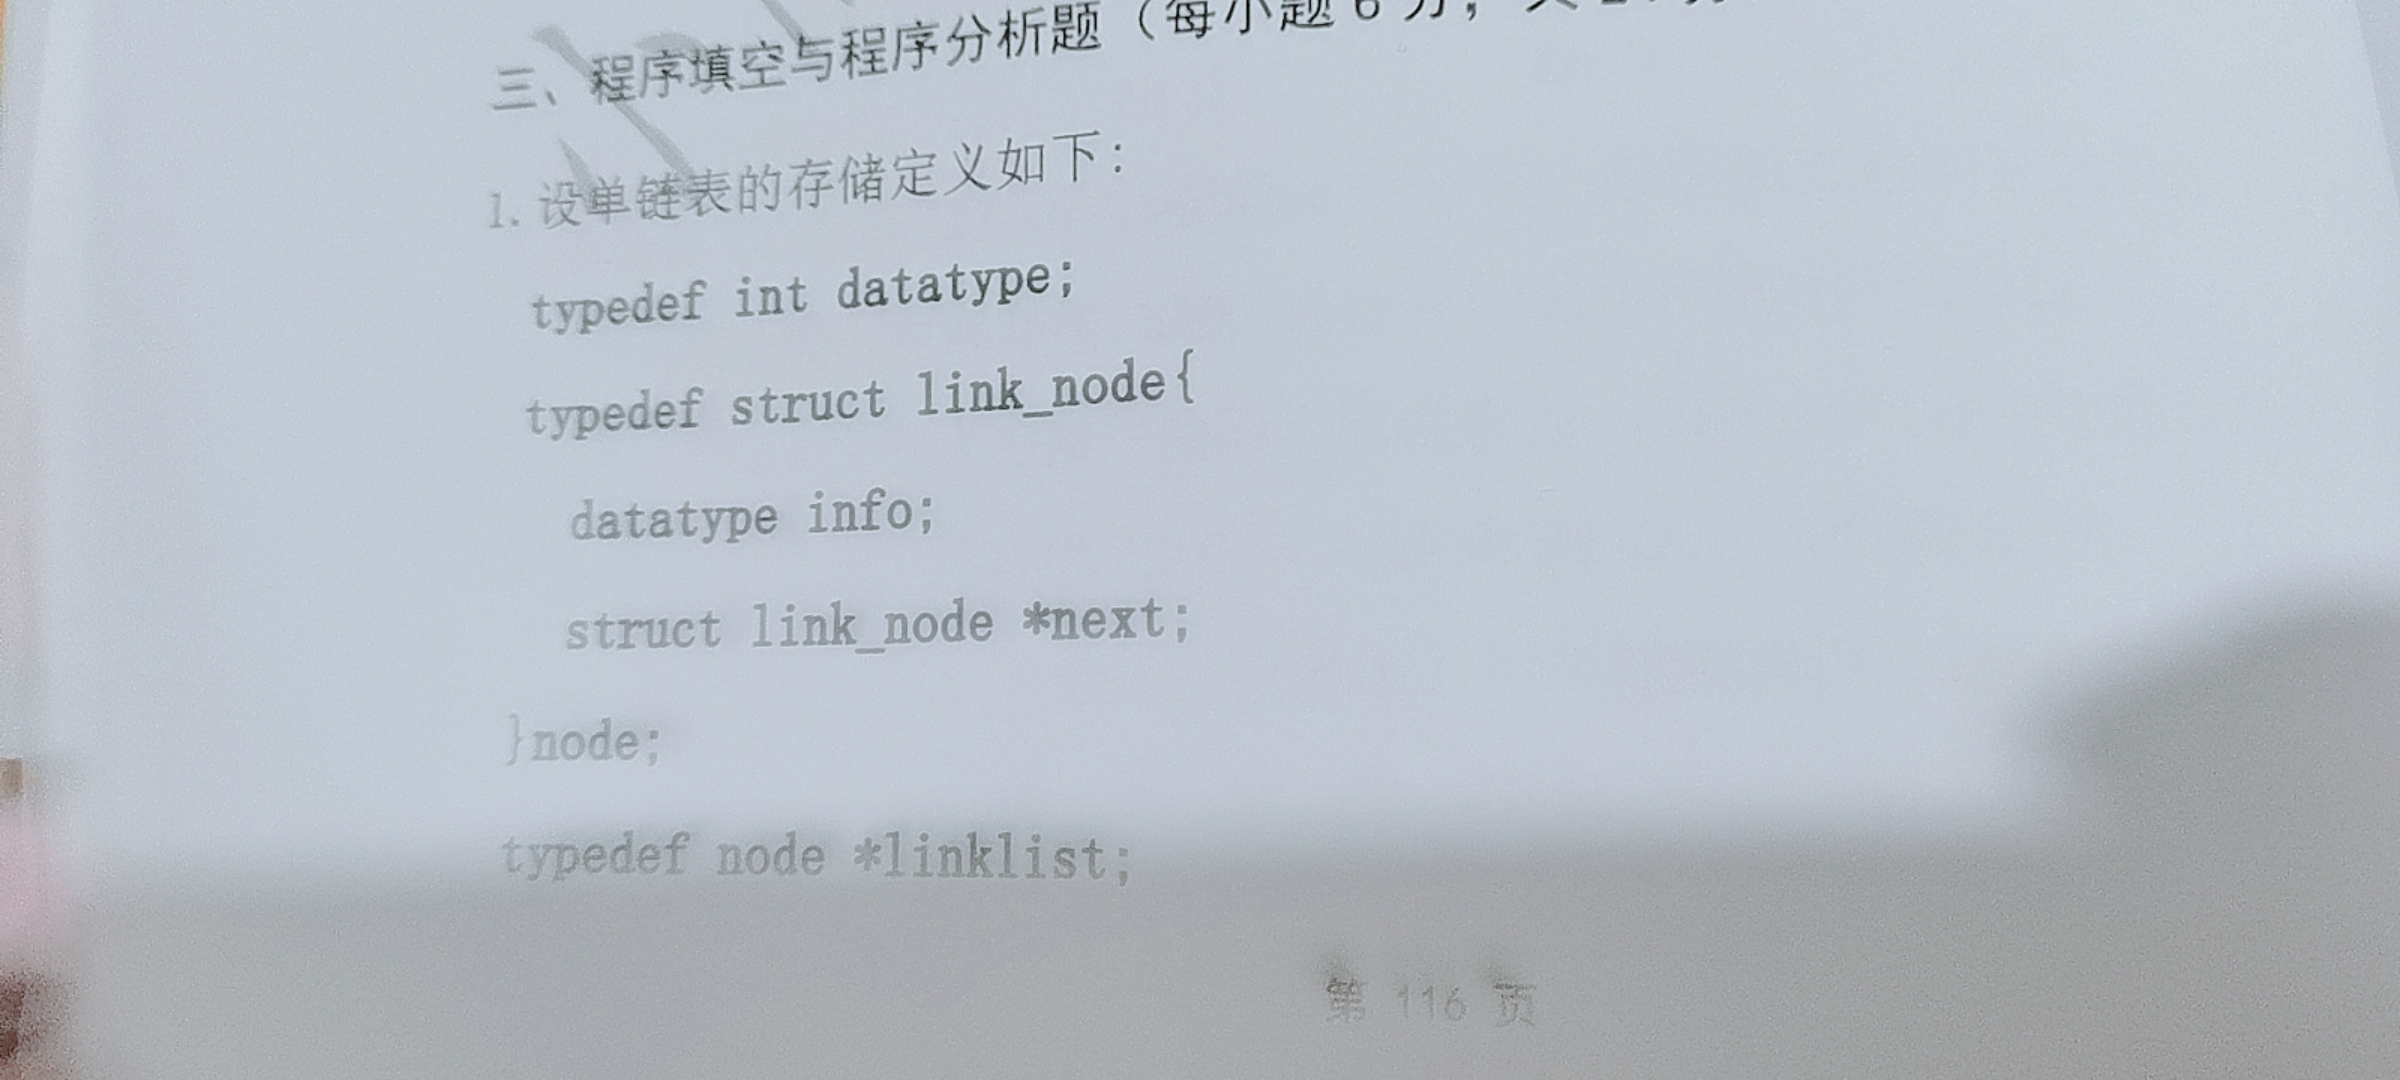 三、程序填空与程序分析题（每小题 6 分，共
1. 设单链表的存储定义如下：
typedef int datatype;
typedef struct link_node{
datatype info;
struct link_node *next;
}node;
typedef node *linklist;
第 116 页